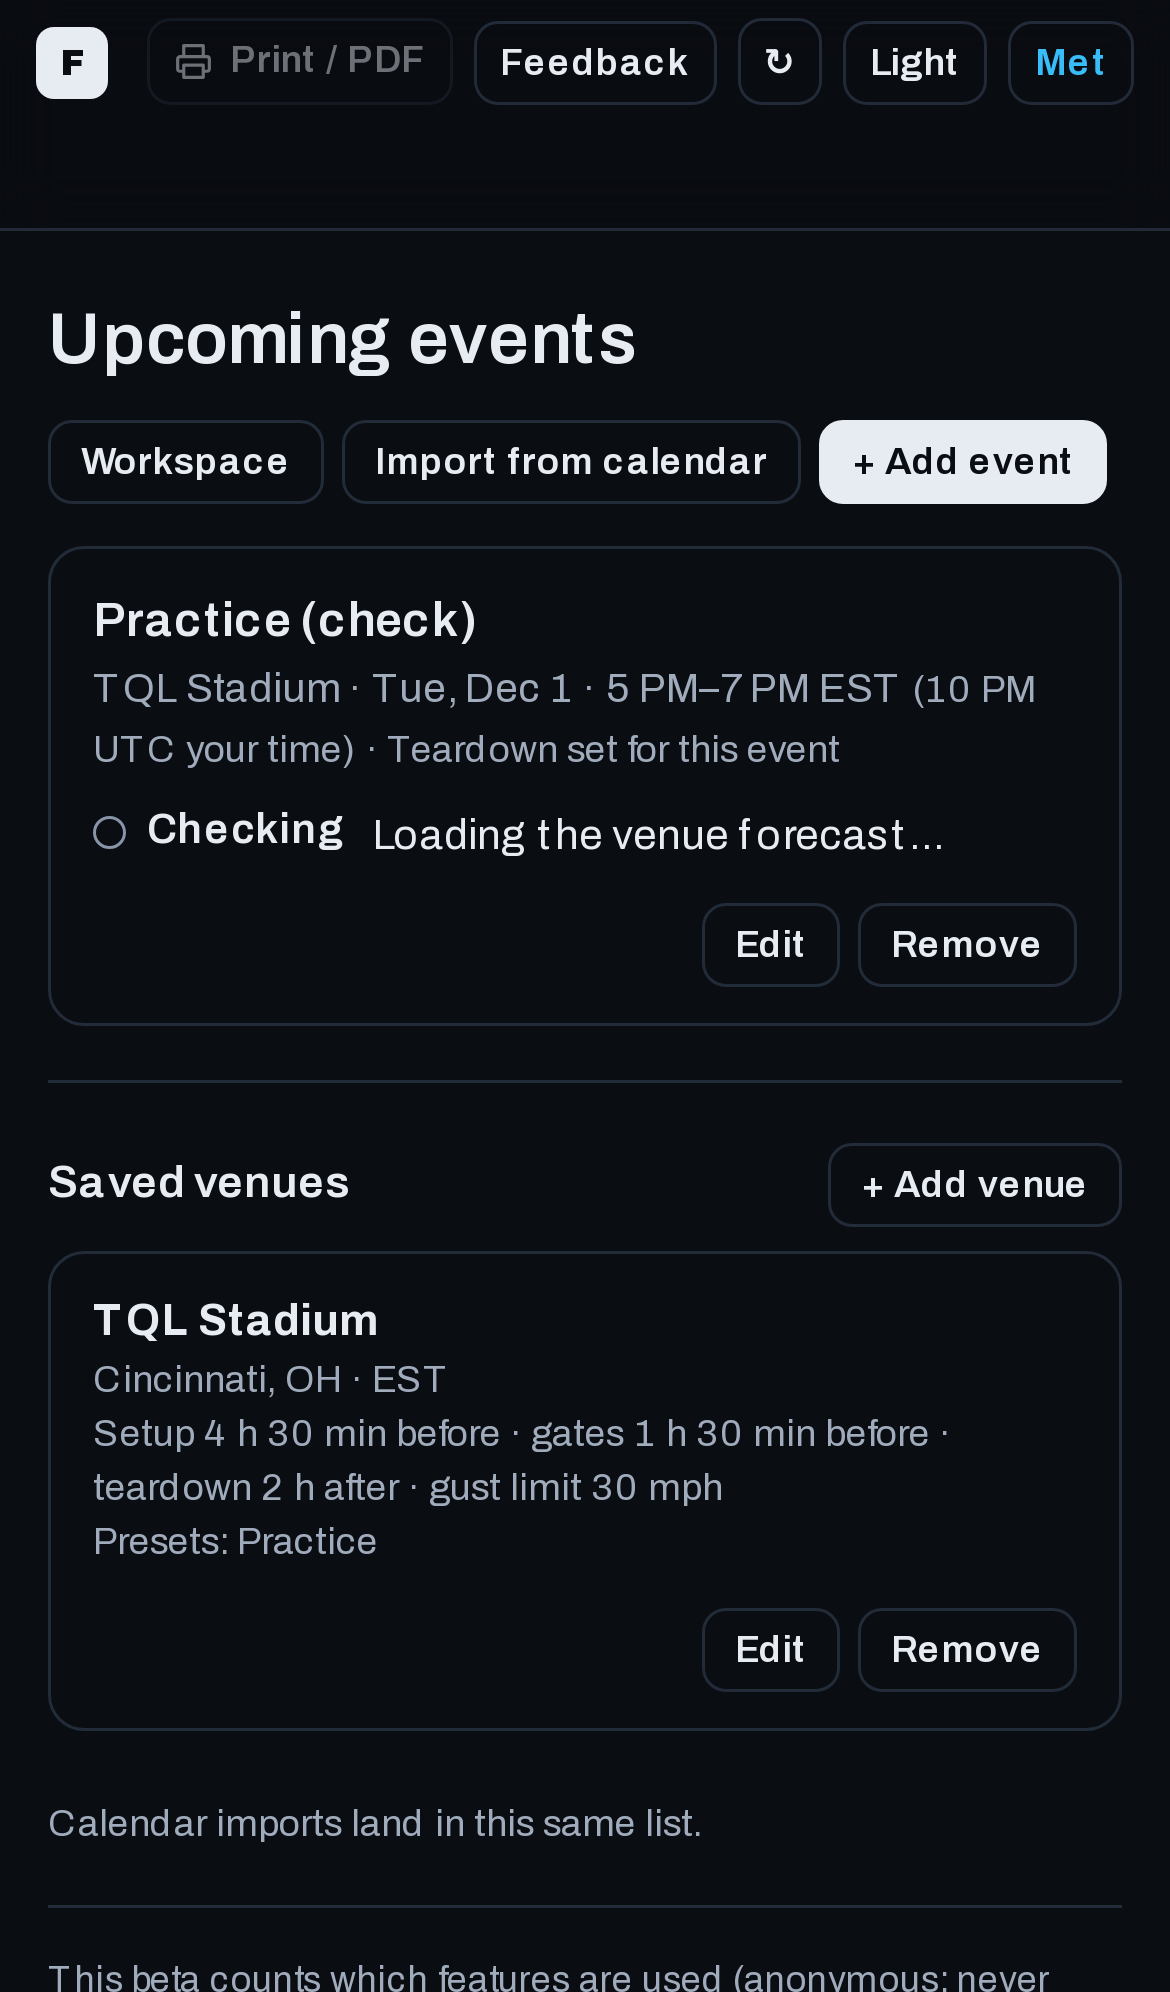 F Print / PDF Feedback ↻ Light Met
Upcoming events
Workspace Import from calendar + Add event
Practice (check)
TQL Stadium · Tue, Dec 1 · 5 PM–7 PM EST (10 PM
UTC your time) · Teardown set for this event
Checking Loading the venue forecast…
Edit Remove
Saved venues + Add venue
TQL Stadium
Cincinnati, OH · EST
Setup 4 h 30 min before · gates 1 h 30 min before ·
teardown 2 h after · gust limit 30 mph
Presets: Practice
Edit Remove
Calendar imports land in this same list.
This beta counts which features are used (anonymous; never